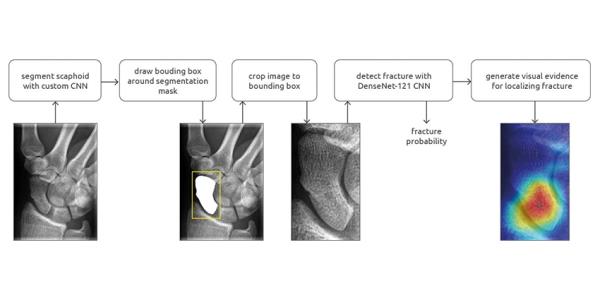 segment scaphoid
with custom CNN
draw bouding box
around segmentation
mask
crop image to
bounding box
detect fracture with
DenseNet-121 CNN
generate visual evidence
for localizing fracture
fracture
probability